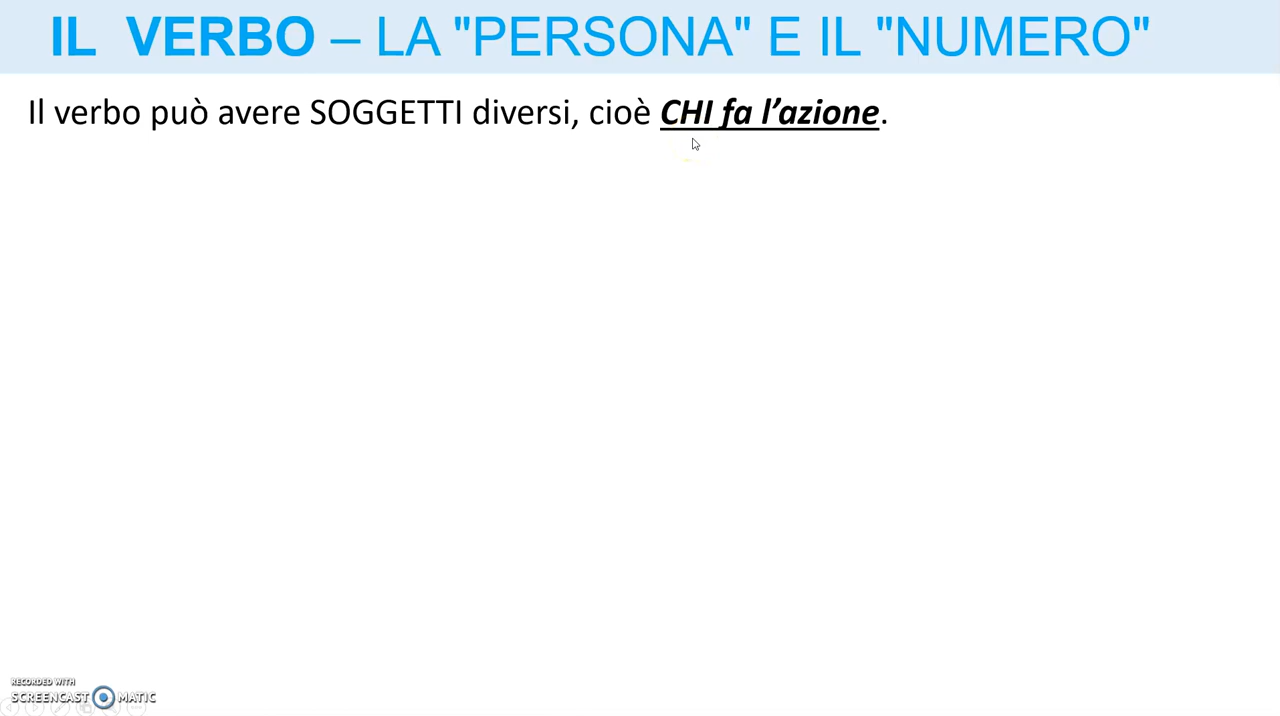 IL VERBO – LA "PERSONA" E IL "NUMERO"
Il verbo può avere SOGGETTI diversi, cioè CHI fa l’azione.
RECORDED WITH
SCREENCAST MATIC